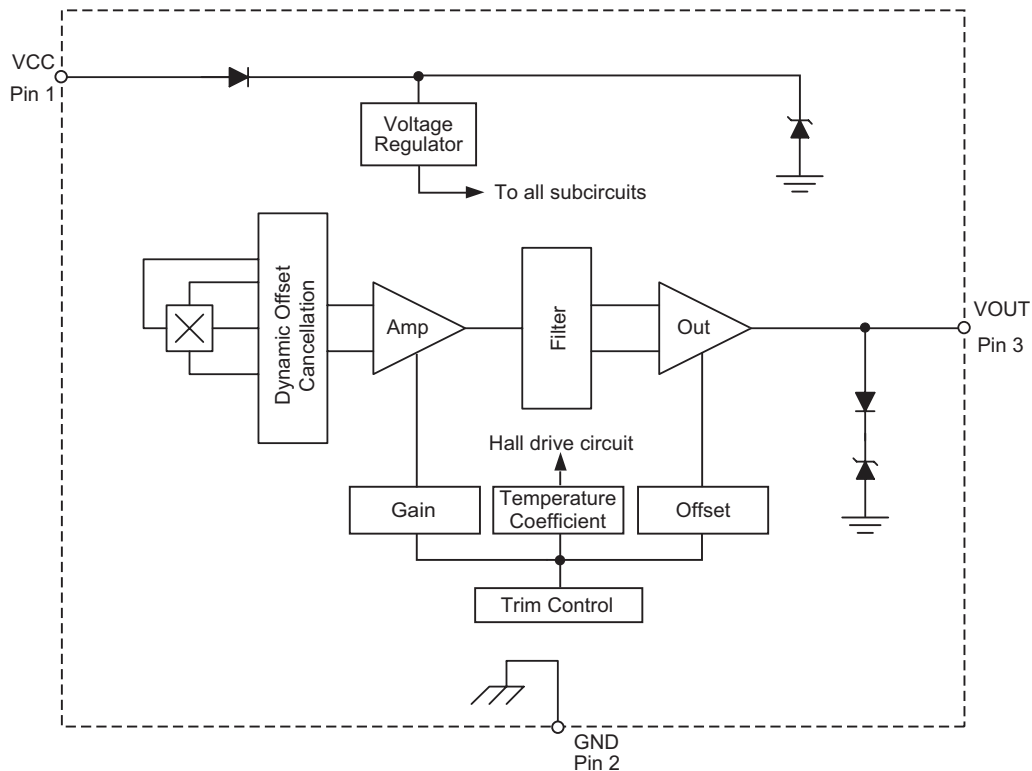 VCC
Pin 1
Voltage
Regulator
To all subcircuits
Dynamic Offset
Cancellation
Amp
Filter
Out
VOUT
Pin 3
Hall drive circuit
Gain
Temperature
Coefficient
Offset
Trim Control
GND
Pin 2